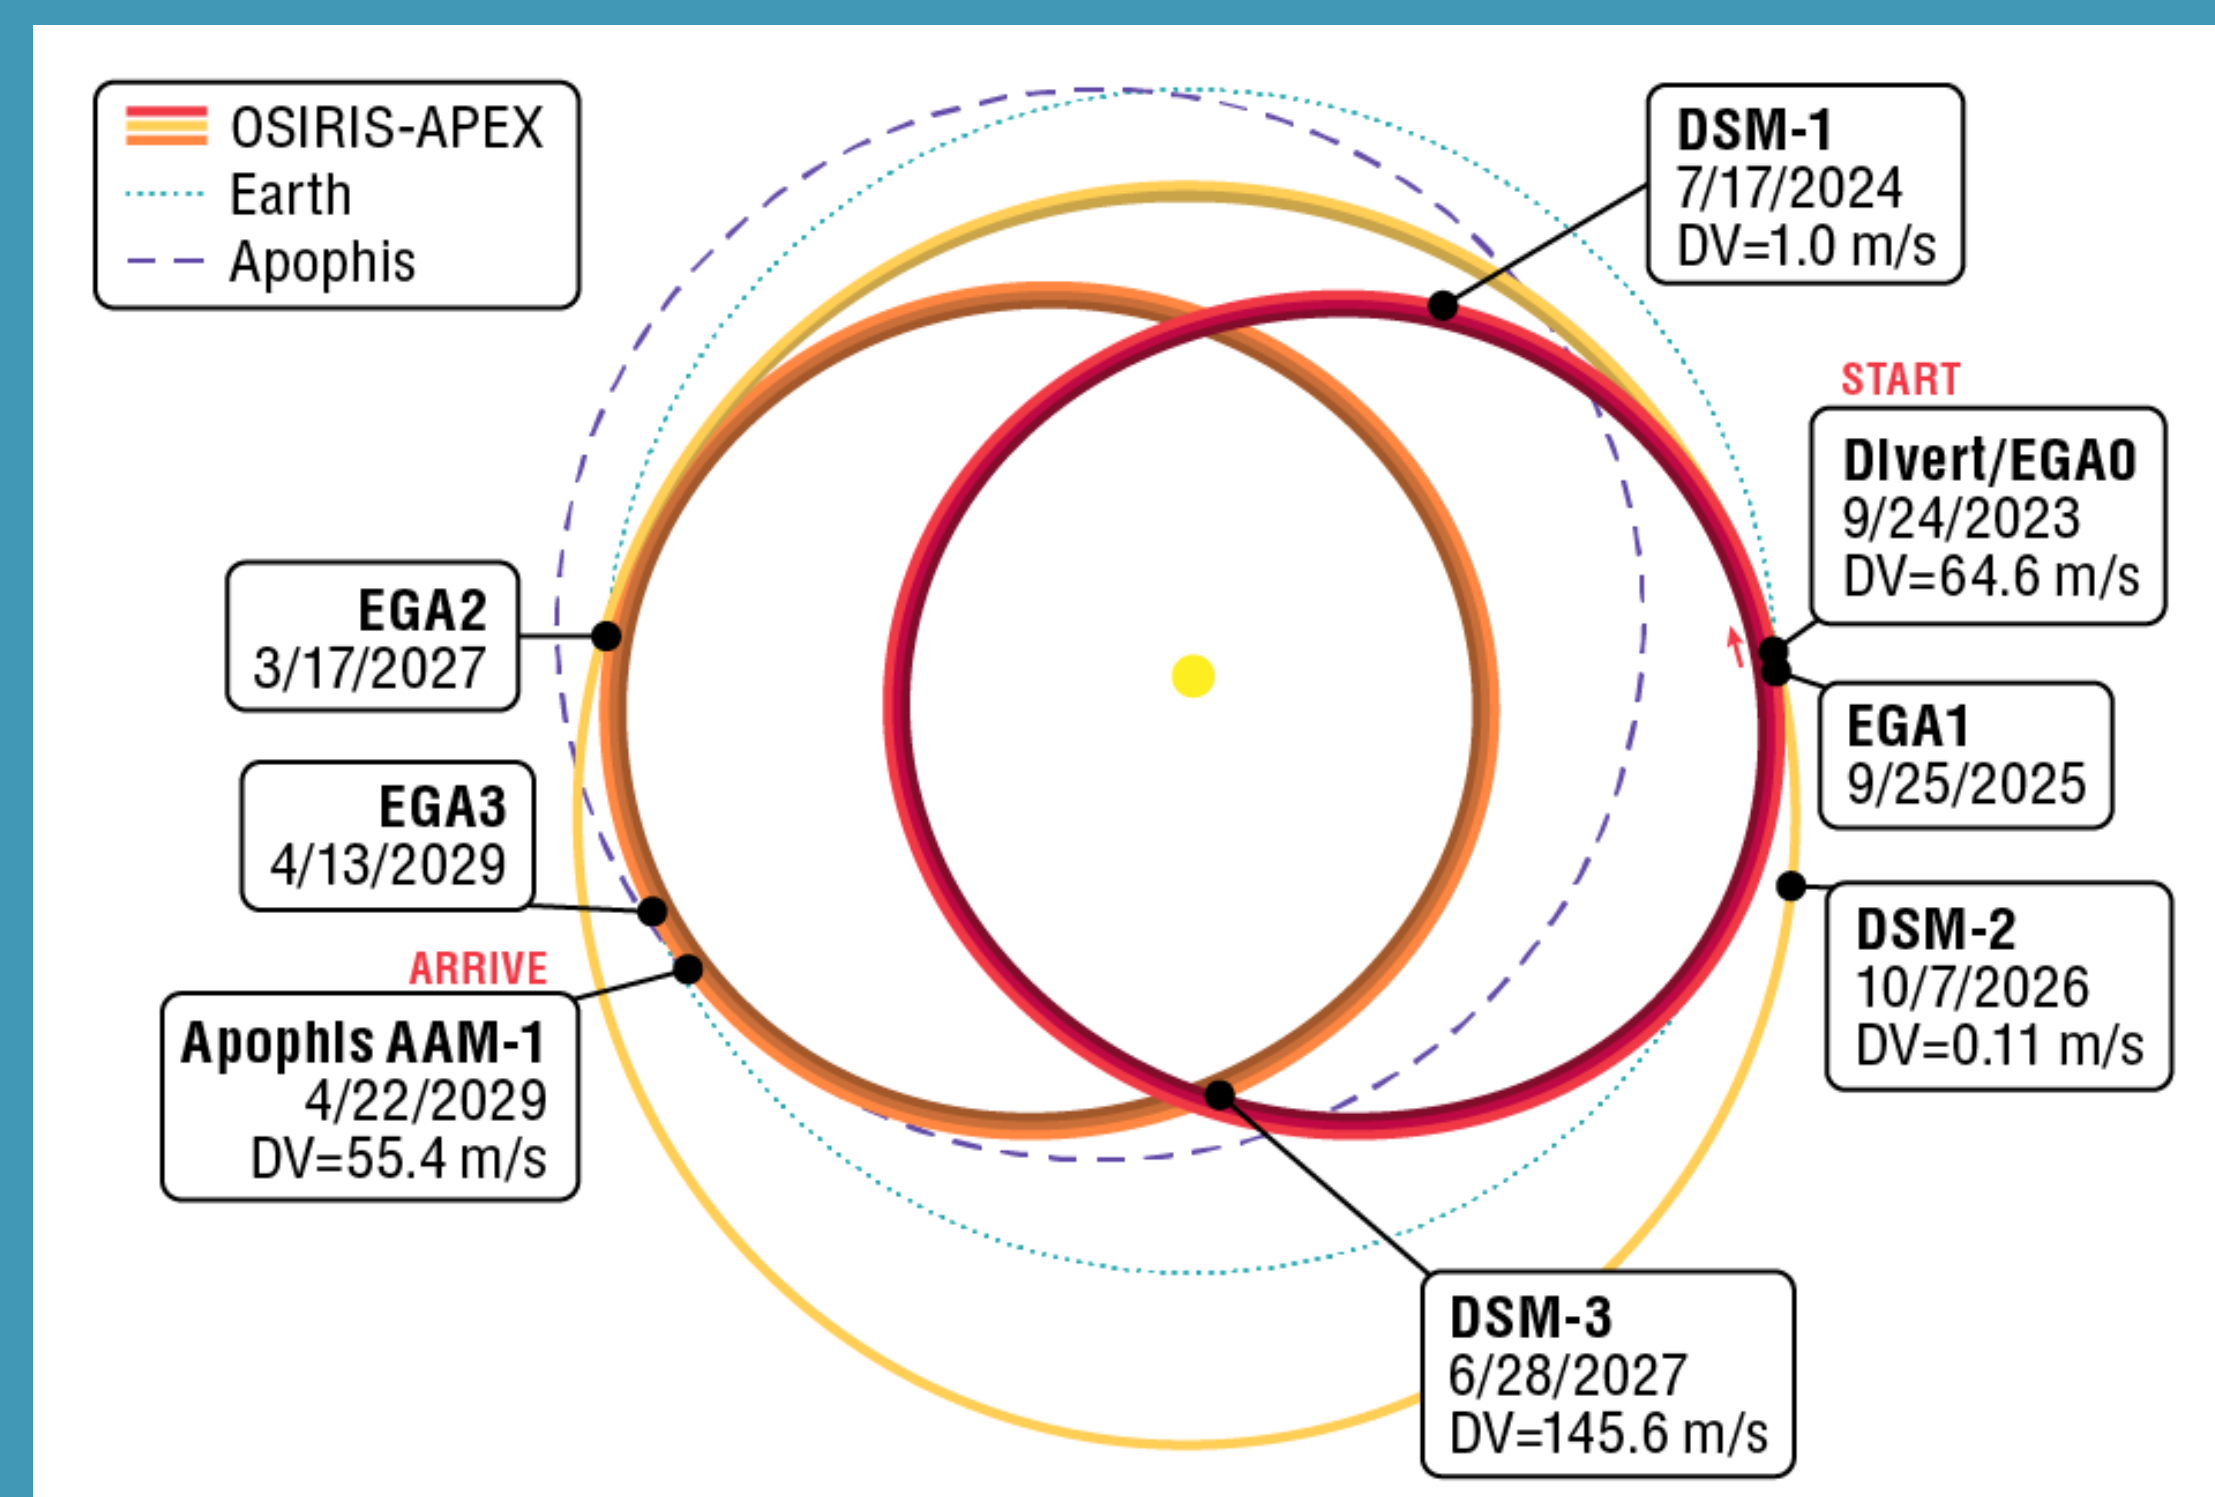 OSIRIS-APEX
Earth
Apophis
DSM-1
7/17/2024
DV=1.0 m/s
START
DIvert/EGA0
9/24/2023
DV=64.6 m/s
EGA1
9/25/2025
DSM-2
10/7/2026
DV=0.11 m/s
DSM-3
6/28/2027
DV=145.6 m/s
EGA2
3/17/2027
EGA3
4/13/2029
ARRIVE
ApophIs AAM-1
4/22/2029
DV=55.4 m/s